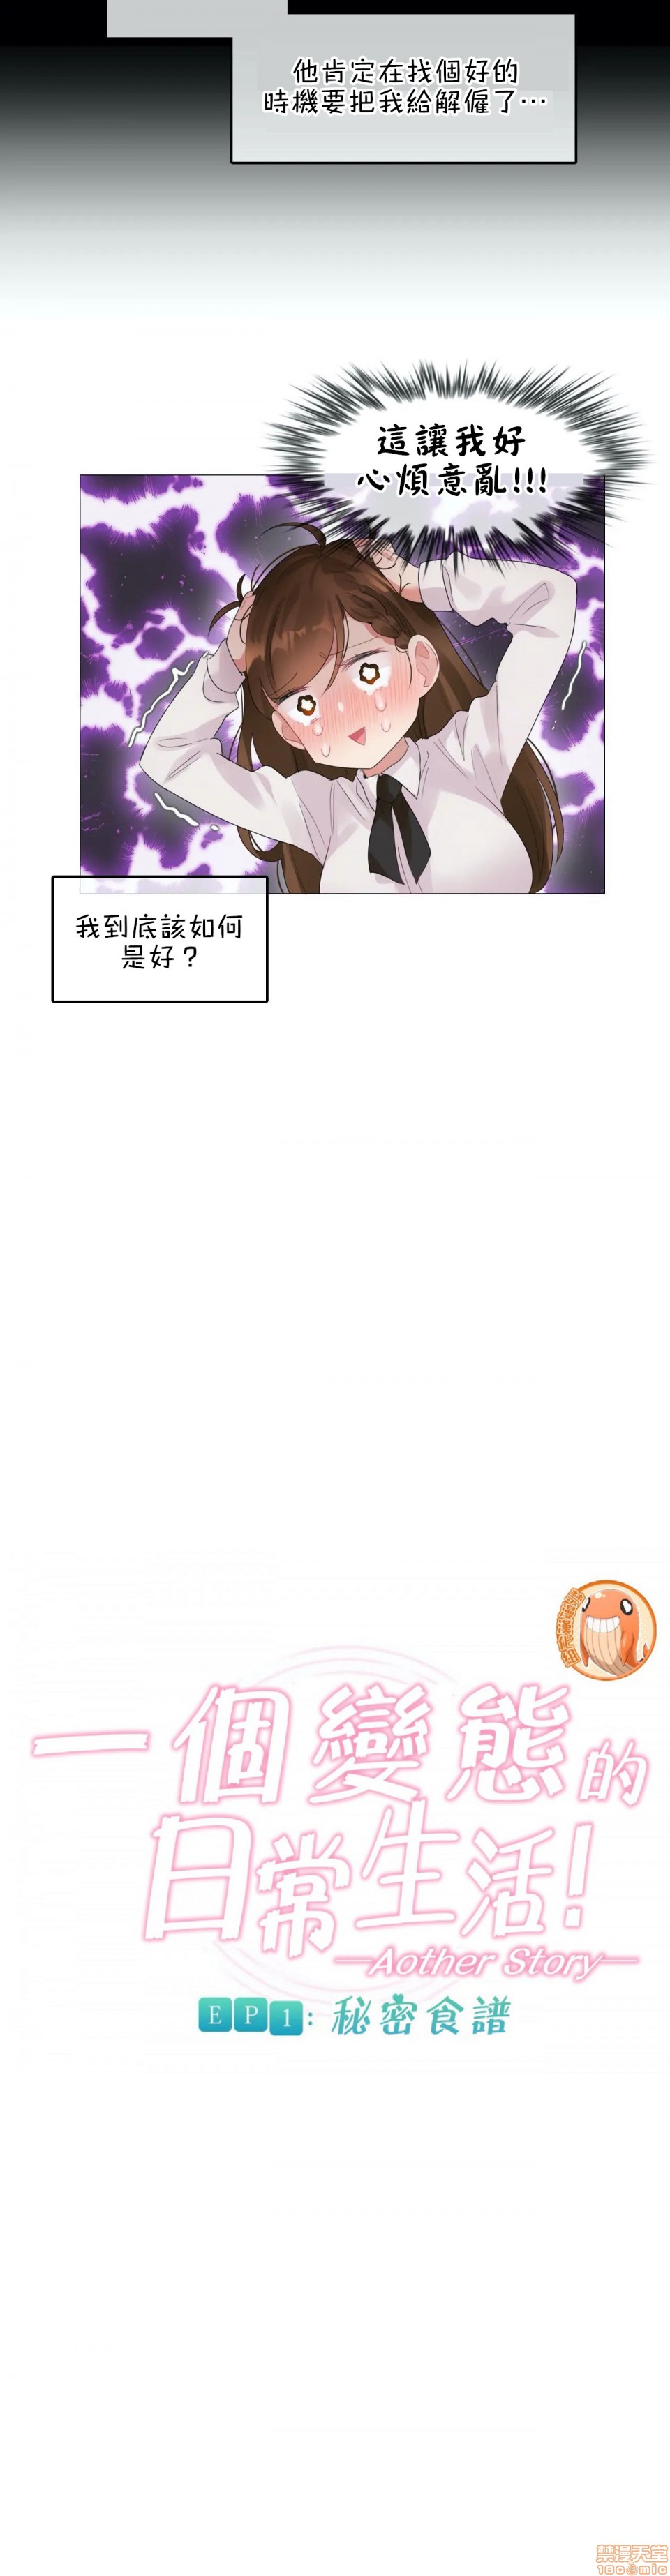 他肯定在找個好的
時機要把我給解僱了…
這讓我好
心煩意亂!!!
我到底該如何
是好？
一個變態的
日常生活!
Aother Story
EP1:秘密食譜
禁漫天堂
18comic